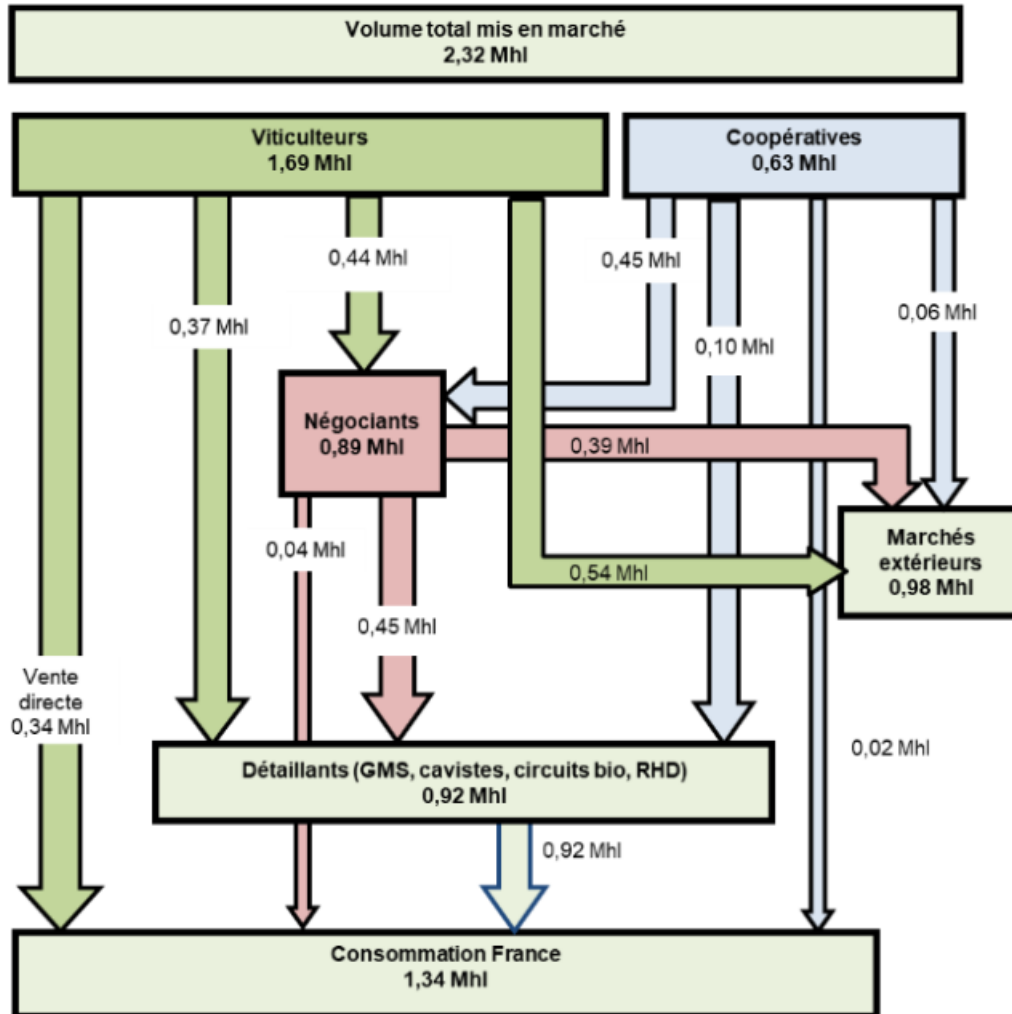 Volume total mis en marché
2,32 Mhl
Viticulteurs
1,69 Mhl
Coopératives
0,63 Mhl
0,44 Mhl
0,45 Mhl
0,37 Mhl
0,10 Mhl
0,06 Mhl
Négociants
0,89 Mhl
0,39 Mhl
0,04 Mhl
0,54 Mhl
Marchés
extérieurs
0,98 Mhl
0,45 Mhl
Vente
directe
0,34 Mhl
0,02 Mhl
Détaillants (GMS, cavistes, circuits bio, RHD)
0,92 Mhl
0,92 Mhl
Consommation France
1,34 Mhl